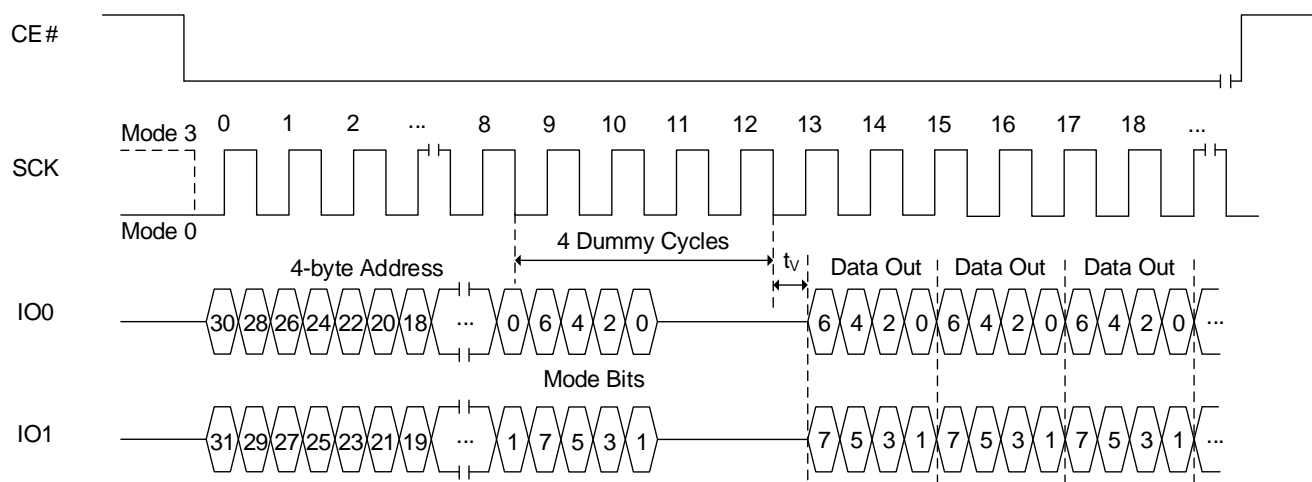 CE#
0 1 2 ... 8 9 10 11 12 13 14 15 16 17 18 ...
Mode 3
SCK
Mode 0
4 Dummy Cycles
4-byte Address
tV
Data Out Data Out Data Out
IO0
30 28 26 24 22 20 18 ... 0 6 4 2 0 6 4 2 0 6 4 2 0 6 4 2 0 ...
Mode Bits
IO1
31 29 27 25 23 21 19 ... 1 7 5 3 1 7 5 3 1 7 5 3 1 7 5 3 1 ...